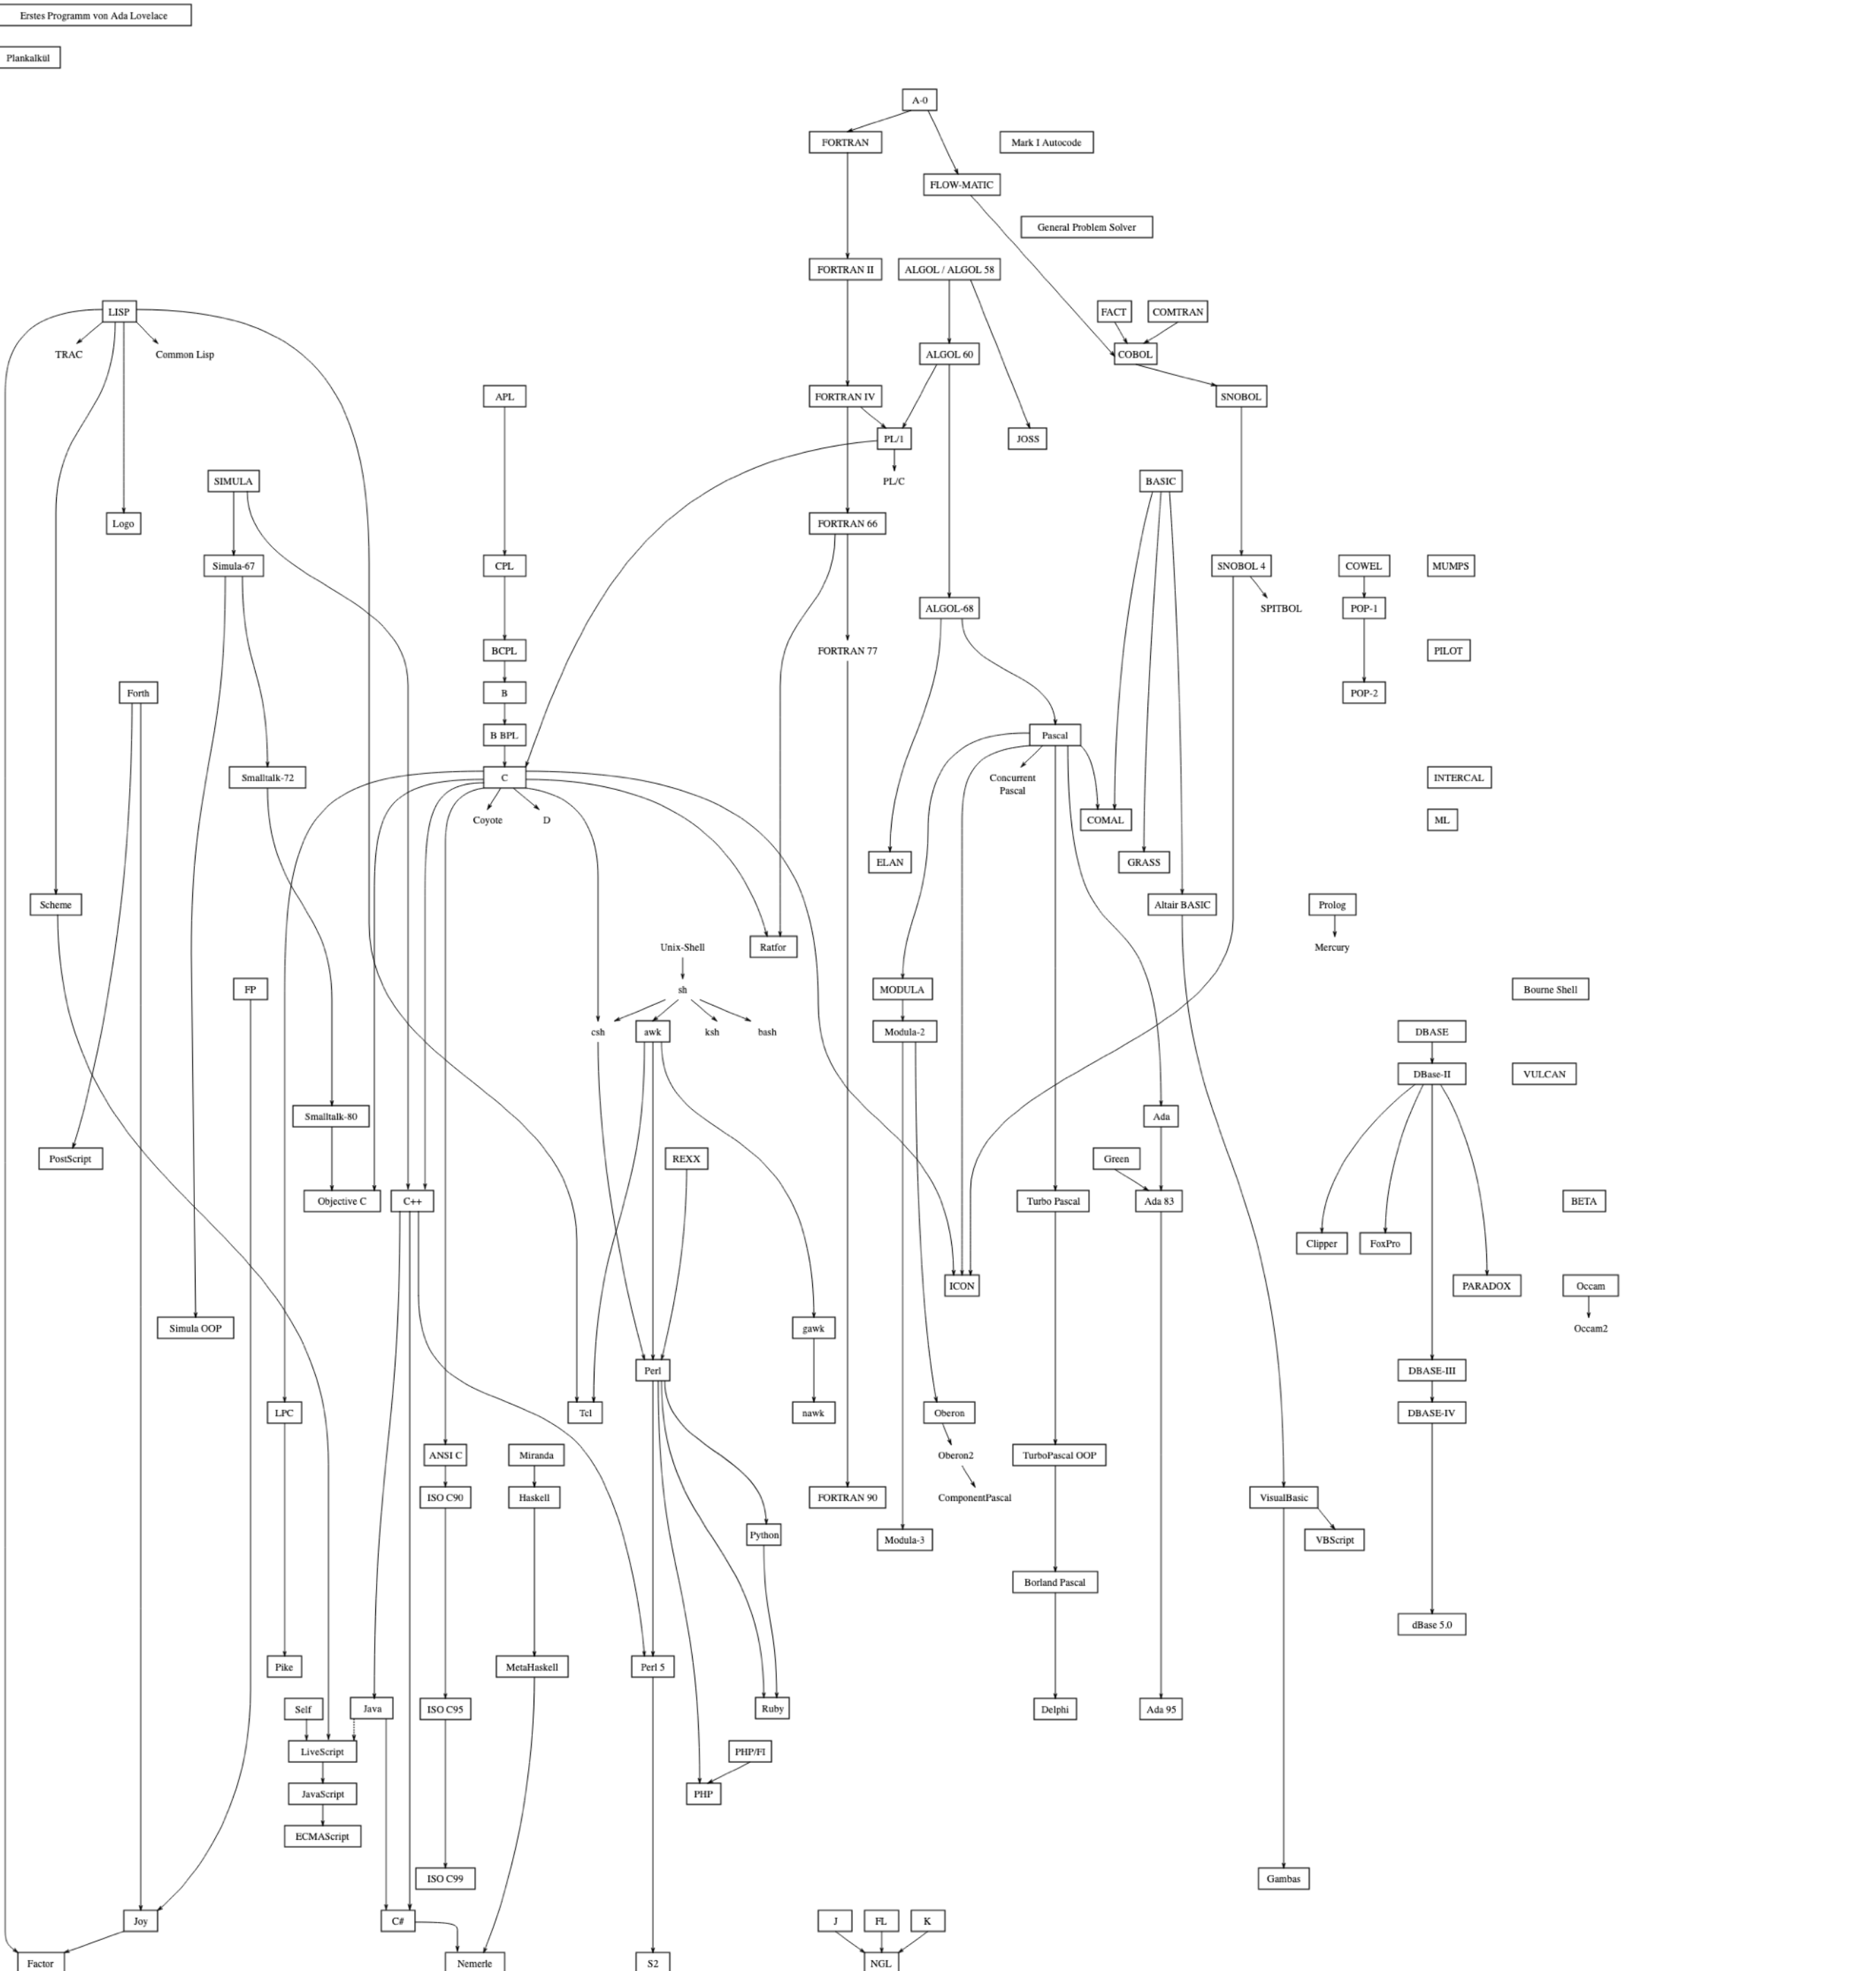 Erstes Programm von Ada Lovelace
Plankalkül
A-0
FORTRAN
Mark I Autocode
FLOW-MATIC
General Problem Solver
FORTRAN II
ALGOL / ALGOL 58
LISP
FACT
COMTRAN
TRAC
Common Lisp
ALGOL 60
COBOL
APL
FORTRAN IV
SNOBOL
PL/1
JOSS
SIMULA
PL/C
BASIC
Logo
FORTRAN 66
Simula-67
CPL
SNOBOL 4
COWEL
MUMPS
ALGOL-68
SPITBOL
POP-1
BCPL
FORTRAN 77
PILOT
Forth
B
POP-2
B BPL
Pascal
Smalltalk-72
C
Concurrent
Pascal
INTERCAL
Coyote
D
COMAL
ML
ELAN
GRASS
Scheme
Altair BASIC
Prolog
Unix-Shell
Ratfor
Mercury
FP
sh
MODULA
Bourne Shell
csh
awk
ksh
bash
Modula-2
DBASE
DBase-II
VULCAN
Smalltalk-80
Ada
PostScript
REXX
Green
Objective C
C++
Turbo Pascal
Ada 83
BETA
Clipper
FoxPro
ICON
PARADOX
Occam
Simula OOP
gawk
Occam2
Perl
DBASE-III
LPC
Tcl
nawk
Oberon
DBASE-IV
ANSI C
Miranda
Oberon2
TurboPascal OOP
ISO C90
Haskell
FORTRAN 90
ComponentPascal
VisualBasic
Python
Modula-3
VBScript
Borland Pascal
dBase 5.0
Pike
MetaHaskell
Perl 5
Self
Java
ISO C95
Ruby
Delphi
Ada 95
LiveScript
PHP/FI
JavaScript
PHP
ECMAScript
ISO C99
Gambas
Joy
C#
J
FL
K
Factor
Nemerle
S2
NGL